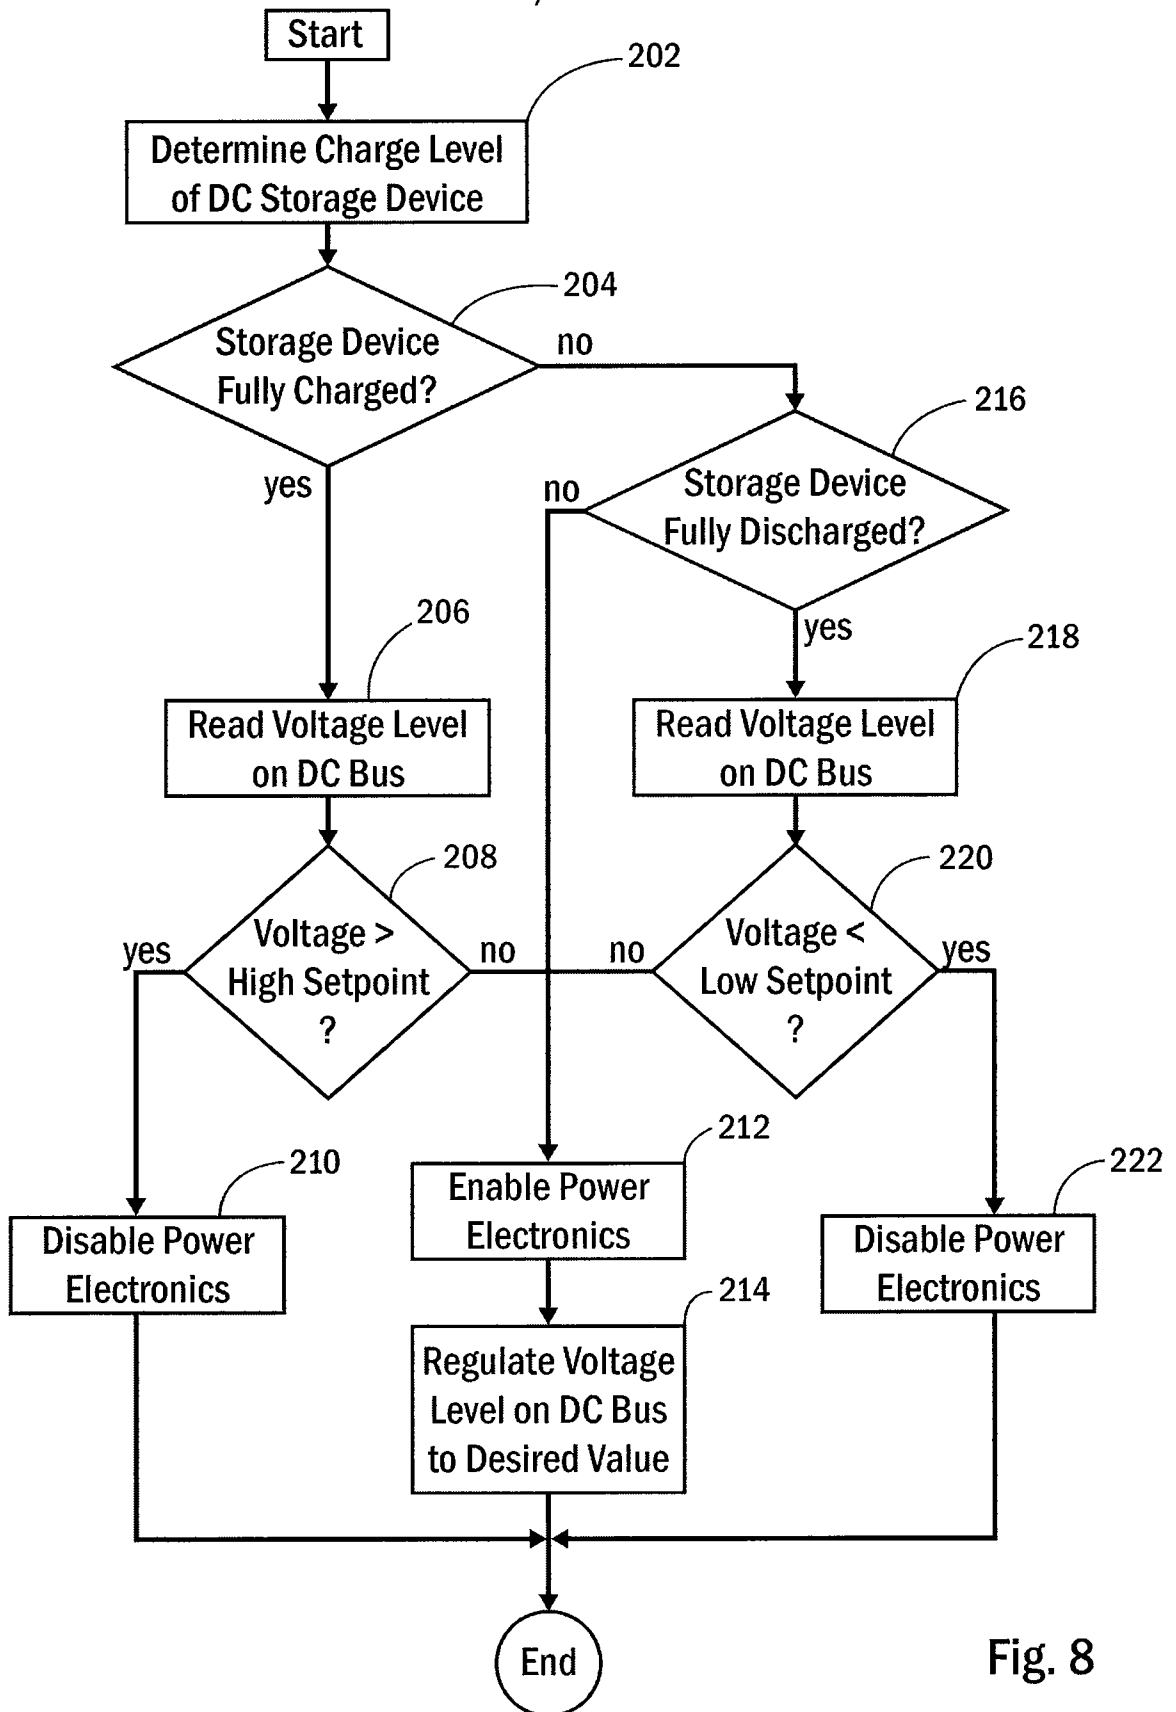 Start
202
Determine Charge Level
of DC Storage Device
204
Storage Device
Fully Charged?
no
yes
216
Storage Device
Fully Discharged?
no
yes
206
Read Voltage Level
on DC Bus
218
Read Voltage Level
on DC Bus
208
Voltage >
High Setpoint
?
yes
no
220
Voltage <
Low Setpoint
?
no
yes
210
Disable Power
Electronics
212
Enable Power
Electronics
222
Disable Power
Electronics
214
Regulate Voltage
Level on DC Bus
to Desired Value
End
Fig. 8